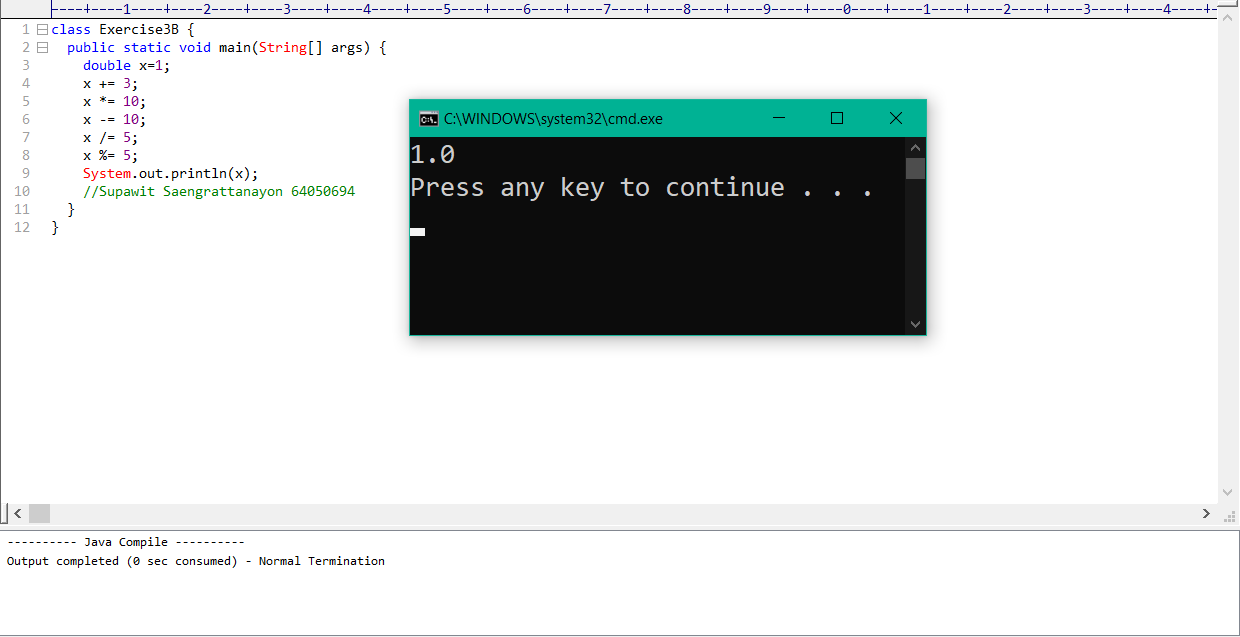 ----+----1----+----2----+----3----+----4----+----5----+----6----+----7----+----8----+----9----+----0----+----1----+----2----+----3----+----4----+-
1 class Exercise3B {
2 public static void main(String[] args) {
3 double x=1;
4 x += 3;
5 x *= 10;
6 x -= 10;
7 x /= 5;
8 x %= 5;
9 System.out.println(x);
10 //Supawit Saengrattanayon 64050694
11 }
12 }
C:\WINDOWS\system32\cmd.exe
1.0
Press any key to continue . . .
---------- Java Compile ----------
Output completed (0 sec consumed) - Normal Termination